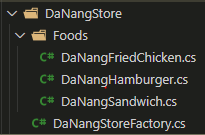 DaNangStore
Foods
C# DaNangFriedChicken.cs
C# DaNangHamburger.cs
C# DaNangSandwich.cs
C# DaNangStoreFactory.cs